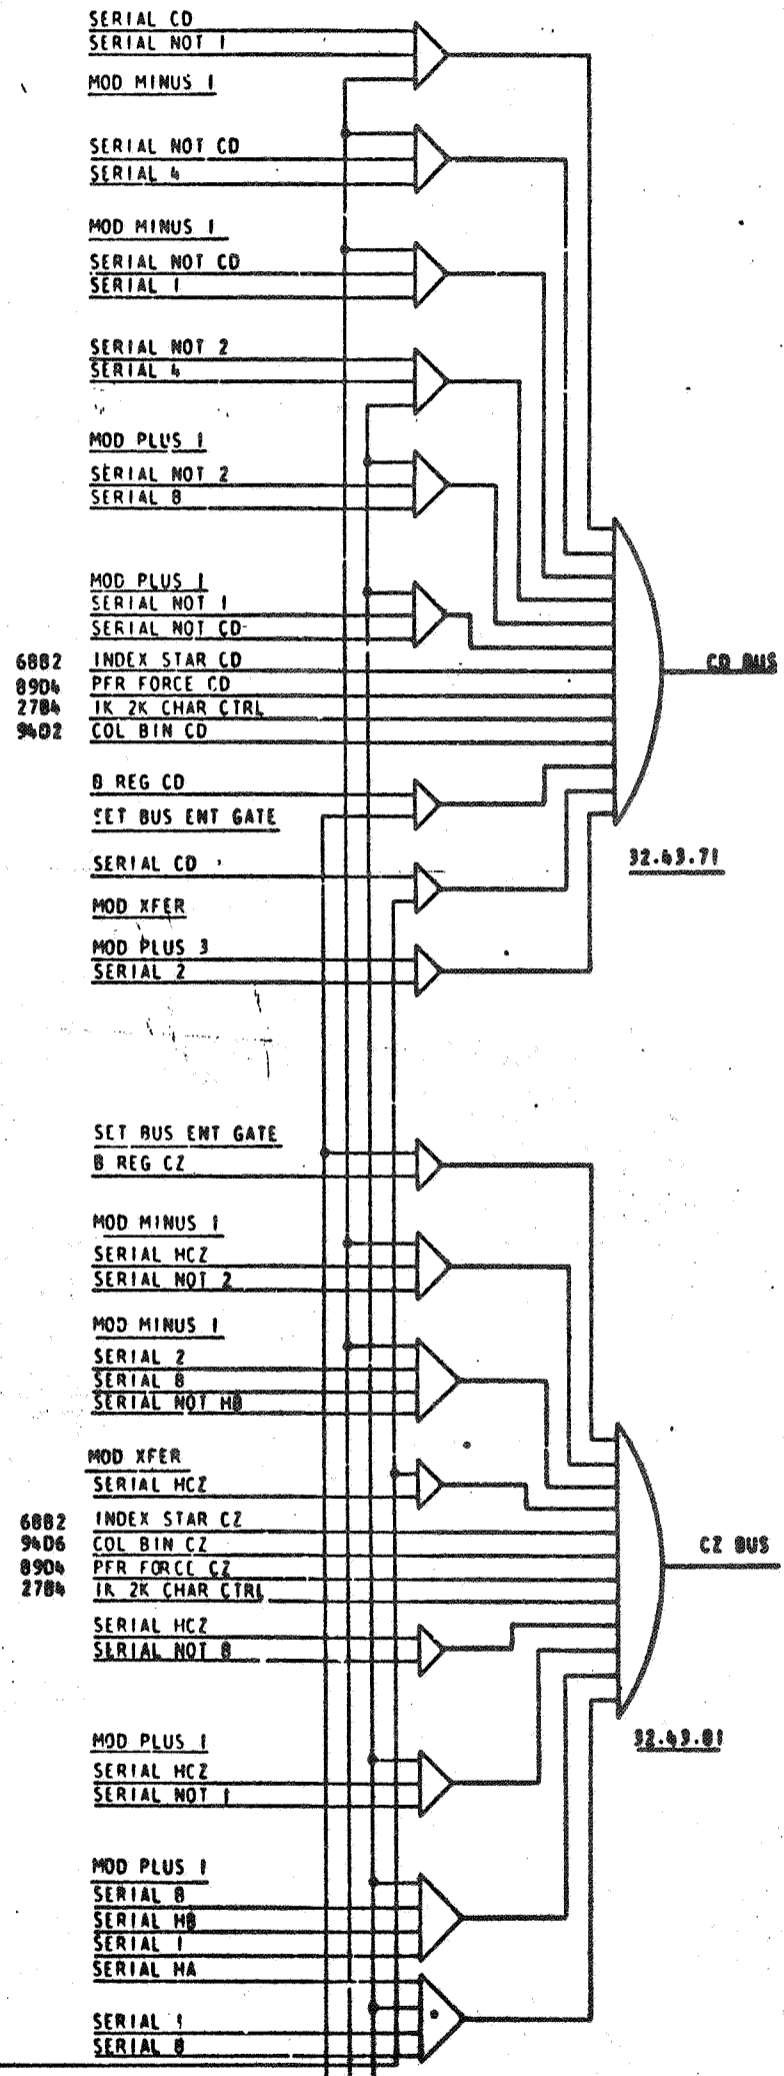 SERIAL CD
SERIAL NOT 1
MOD MINUS 1
SERIAL NOT CD
SERIAL 4
MOD MINUS 1
SERIAL NOT CD
SERIAL 1
SERIAL NOT 2
SERIAL 4
MOD PLUS 1
SERIAL NOT 2
SERIAL 8
MOD PLUS 1
SERIAL NOT 1
SERIAL NOT CD
6882 INDEX STAR CD
8904 PFR FORCE CD
2784 1K 2K CHAR CTRL
9402 COL BIN CD
CD BUS
B REG CD
SET BUS ENT GATE
32.43.71
SERIAL CD
MOD XFER
MOD PLUS 3
SERIAL 2
SET BUS ENT GATE
B REG CZ
MOD MINUS 1
SERIAL HCZ
SERIAL NOT 2
MOD MINUS 1
SERIAL 2
SERIAL 8
SERIAL NOT HB
MOD XFER
SERIAL HCZ
6882 INDEX STAR CZ
9406 COL BIN CZ
8904 PFR FORCE CZ
2784 1K 2K CHAR CTRL
CZ BUS
SERIAL HCZ
SERIAL NOT 8
32.43.81
MOD PLUS 1
SERIAL HCZ
SERIAL NOT 1
MOD PLUS 1
SERIAL 8
SERIAL HB
SERIAL 1
SERIAL HA
SERIAL 1
SERIAL 8